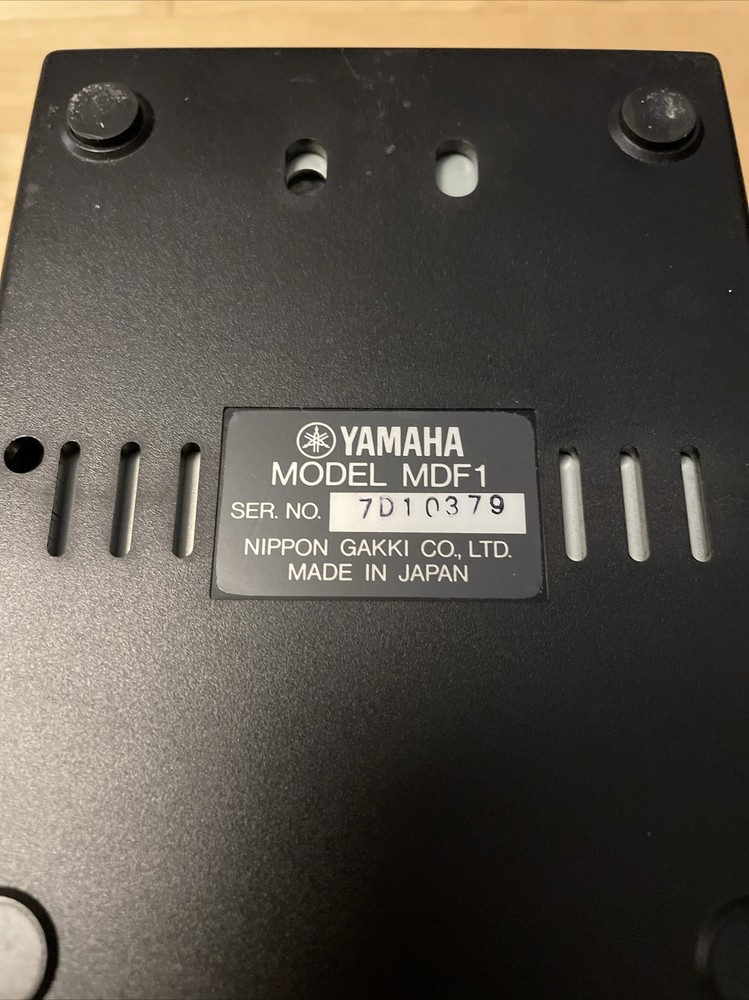 YAMAHA
MODEL MDF1
SER. NO. 7D10379
NIPPON GAKKI CO., LTD.
MADE IN JAPAN